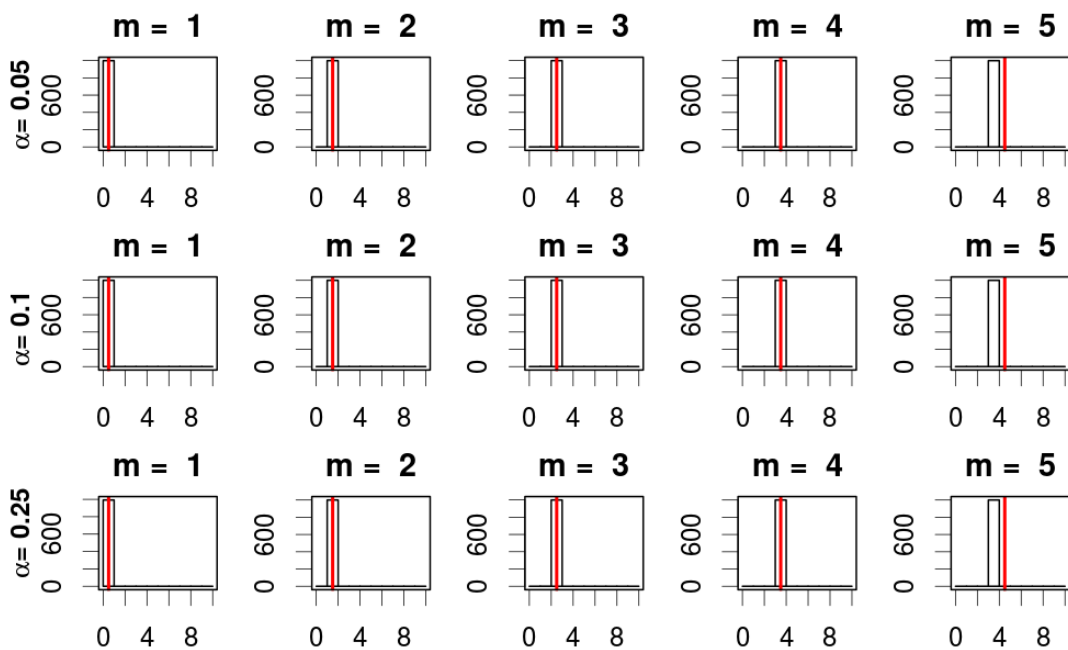 m = 1 m = 2 m = 3 m = 4 m = 5
α= 0.05
0 600 0 600 0 600 0 600 0 600
0 4 8 0 4 8 0 4 8 0 4 8 0 4 8
m = 1 m = 2 m = 3 m = 4 m = 5
α= 0.1
0 600 0 600 0 600 0 600 0 600
0 4 8 0 4 8 0 4 8 0 4 8 0 4 8
m = 1 m = 2 m = 3 m = 4 m = 5
α= 0.25
0 600 0 600 0 600 0 600 0 600
0 4 8 0 4 8 0 4 8 0 4 8 0 4 8